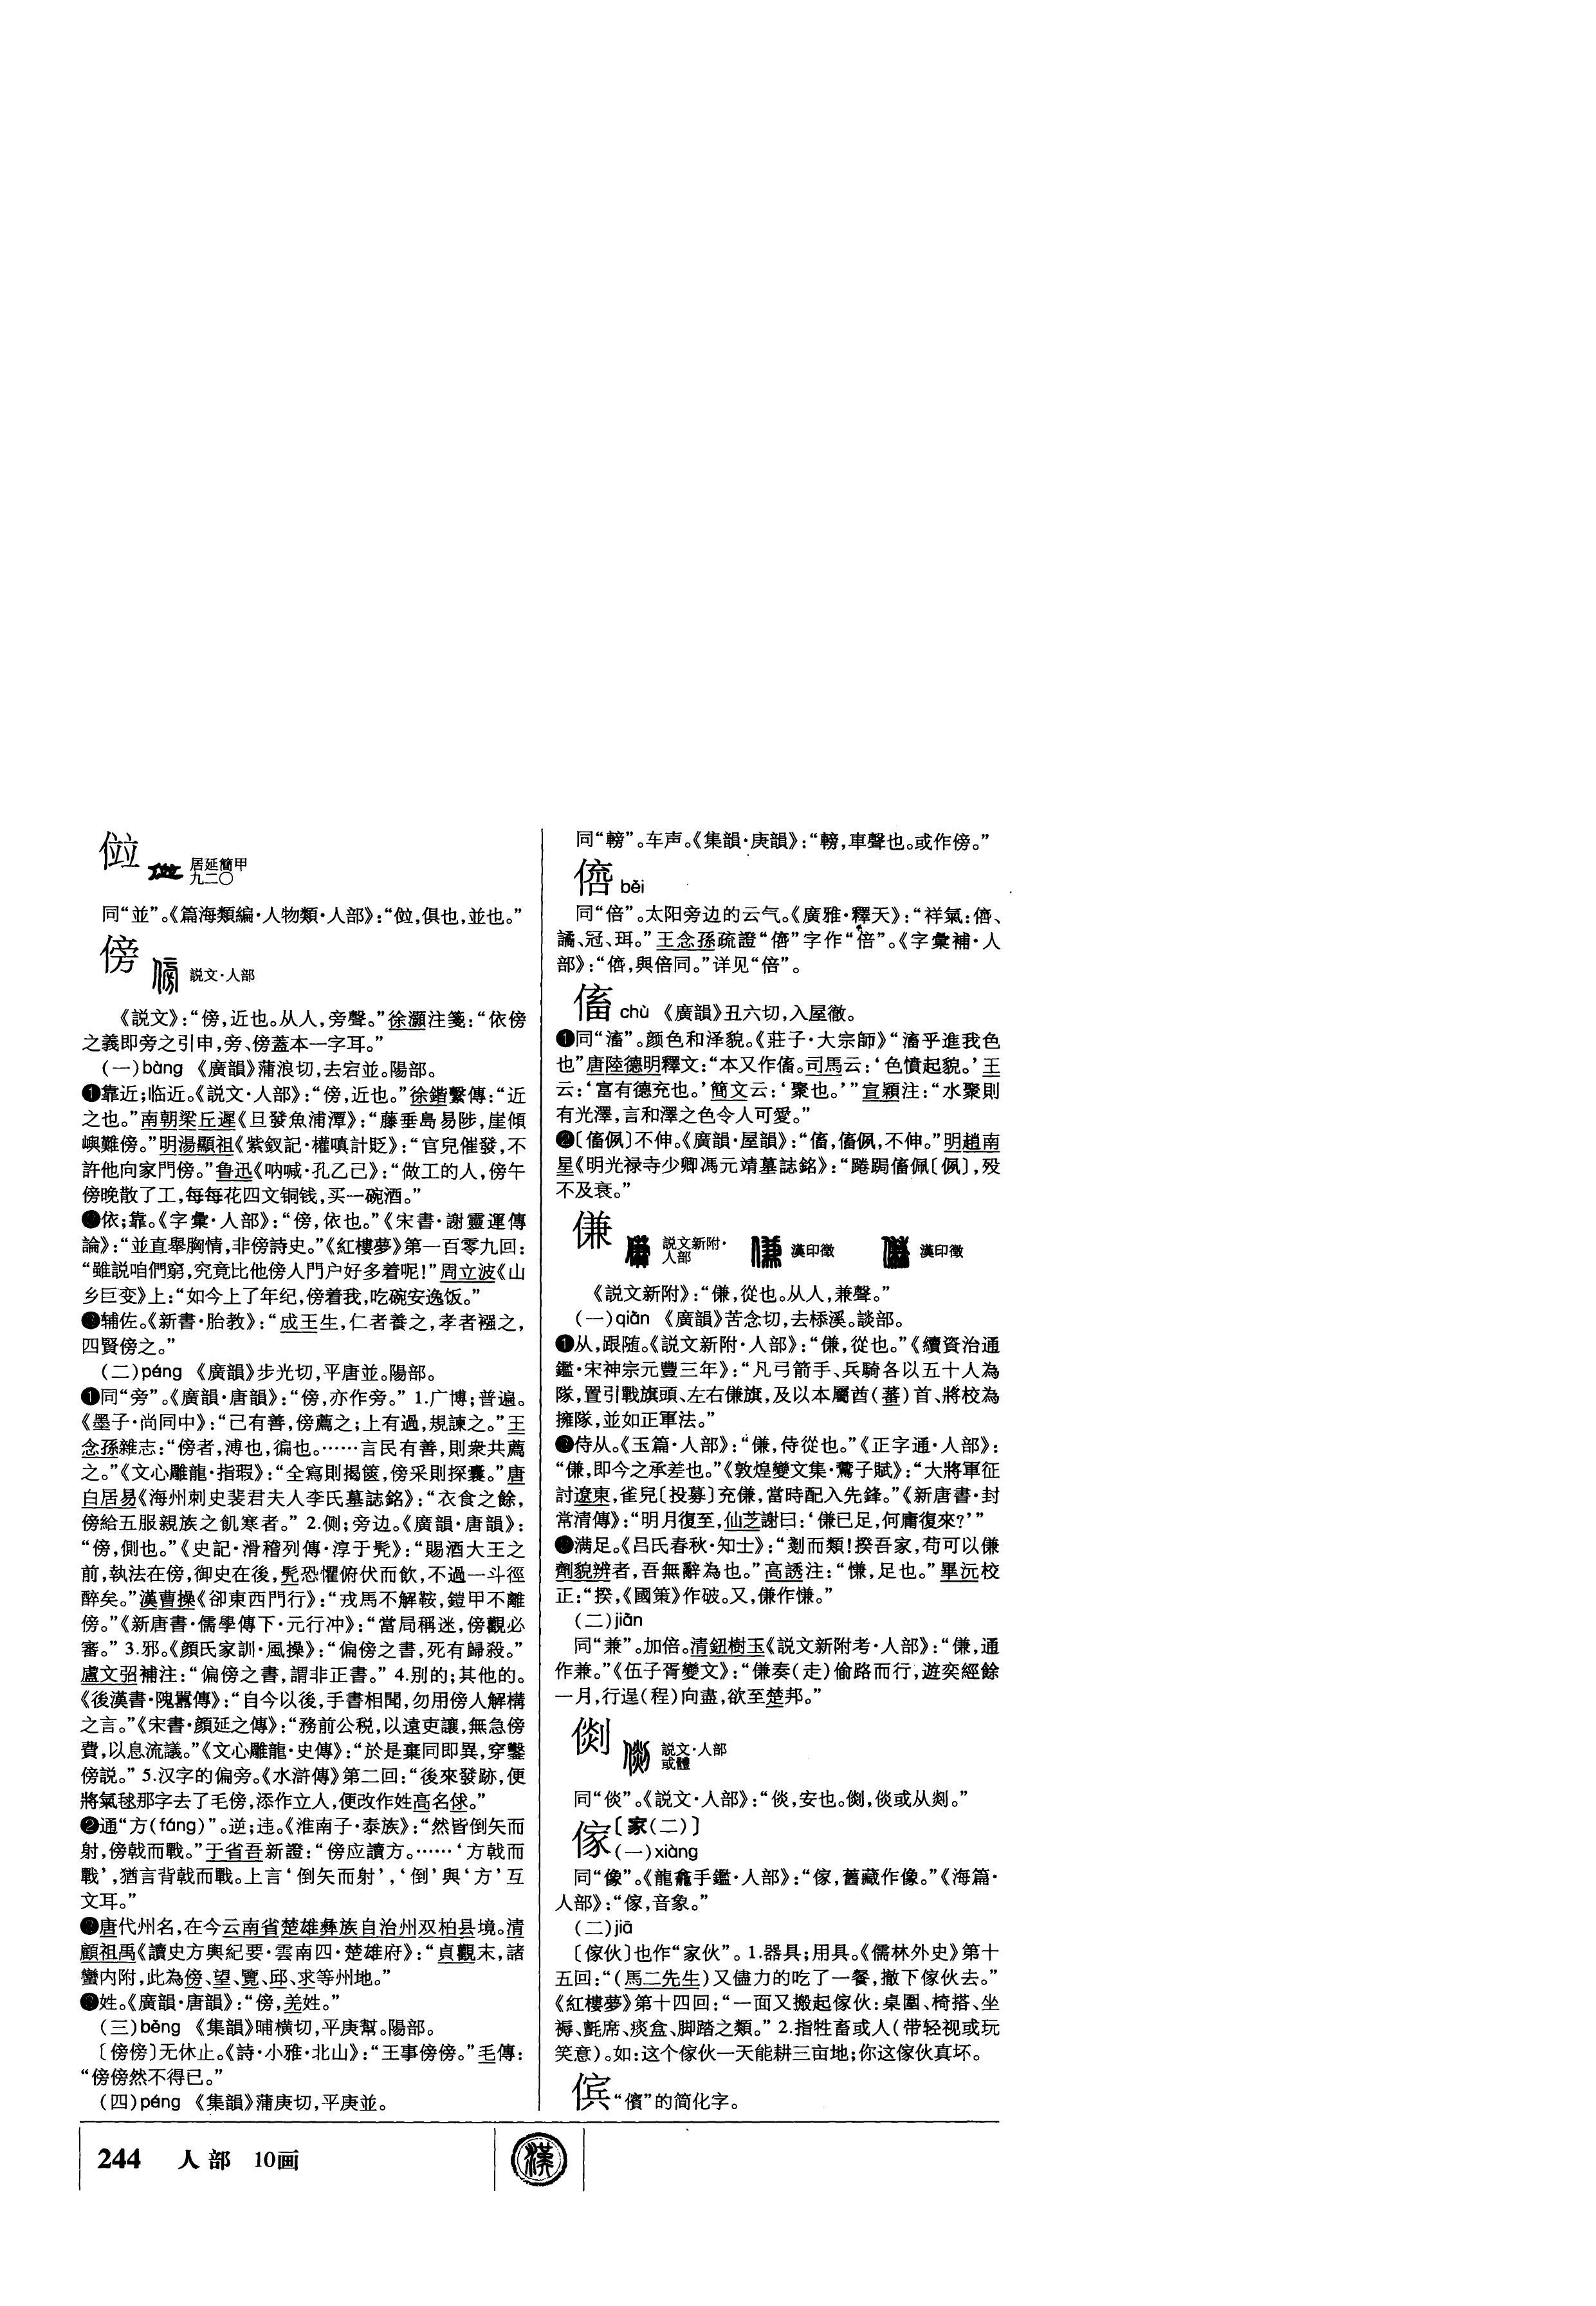 傡 居延簡甲
九二〇
同“並”。《篇海類編·人物類·人部》：“傡，俱也，並也。”
傍 説文·人部
《説文》：“傍，近也。从人，旁聲。”徐灝注箋：“依傍
之義即旁之引申，旁、傍蓋本一字耳。”
（一）bàng 《廣韻》蒲浪切，去宕並。陽部。
❶靠近；临近。《説文·人部》：“傍，近也。”徐鍇繫傳：“近
之也。”南朝梁丘遲《旦發魚浦潭》：“藤垂島易陟，崖傾
嶼難傍。”明湯顯祖《紫釵記·權嗔計貶》：“官兒催發，不
許他向家門傍。”鲁迅《呐喊·孔乙己》：“做工的人，傍午
傍晚散了工，每每花四文铜钱，买一碗酒。”
❷依；靠。《字彙·人部》：“傍，依也。”《宋書·謝靈運傳
論》：“並直舉胸情，非傍詩史。”《紅樓夢》第一百零九回：
“雖説咱們窮，究竟比他傍人門户好多着呢！”周立波《山
乡巨变》上：“如今上了年纪，傍着我，吃碗安逸饭。”
❸辅佐。《新書·胎教》：“成王生，仁者養之，孝者襁之，
四賢傍之。”
（二）páng 《廣韻》步光切，平唐並。陽部。
❶同“旁”。《廣韻·唐韻》：“傍，亦作旁。” 1.广博；普遍。
《墨子·尚同中》：“己有善，傍薦之；上有過，規諫之。”王
念孫雜志：“傍者，溥也，徧也。……言民有善，則衆共薦
之。”《文心雕龍·指瑕》：“全寫則揭篋，傍采則探囊。”唐
白居易《海州刺史裴君夫人李氏墓誌銘》：“衣食之餘，
傍給五服親族之飢寒者。” 2.侧；旁边。《廣韻·唐韻》：
“傍，側也。”《史記·滑稽列傳·淳于髡》：“賜酒大王之
前，執法在傍，御史在後，髡恐懼俯伏而飲，不過一斗徑
醉矣。”漢曹操《卻東西門行》：“戎馬不解鞍，鎧甲不離
傍。”《新唐書·儒學傳下·元行冲》：“當局稱迷，傍觀必
審。” 3.邪。《顔氏家訓·風操》：“偏傍之書，死有歸殺。”
盧文弨補注：“偏傍之書，謂非正書。” 4.别的；其他的。
《後漢書·隗囂傳》：“自今以後，手書相聞，勿用傍人解構
之言。”《宋書·顔延之傳》：“務前公税，以遠吏讓，無急傍
費，以息流議。”《文心雕龍·史傳》：“於是棄同即異，穿鑿
傍説。” 5.汉字的偏旁。《水滸傳》第二回：“後來發跡，便
將氣毬那字去了毛傍，添作立人，便改作姓高名俅。”
❷通“方（fáng）”。逆；违。《淮南子·泰族》：“然皆倒矢而
射，傍戟而戰。”于省吾新證：“傍应讀方。……‘方戟而
戰’，猶言背戟而戰。上言‘倒矢而射’，‘倒’與‘方’互
文耳。”
❸唐代州名，在今云南省楚雄彝族自治州双柏县境。清
顧祖禹《讀史方輿紀要·雲南四·楚雄府》：“貞觀末，諸
蠻内附，此為傍、望、覽、邱、求等州地。”
❹姓。《廣韻·唐韻》：“傍，羌姓。”
（三）bēng 《集韻》晡横切，平庚幫。陽部。
〔傍傍〕无休止。《詩·小雅·北山》：“王事傍傍。”毛傳：
“傍傍然不得已。”
（四）péng 《集韻》蒲庚切，平庚並。
同“䡙”。车声。《集韻·庚韻》：“䡙，車聲也。或作傍。”
偣 bèi
同“倍”。太阳旁边的云气。《廣雅·釋天》：“祥氣：偣、
譎、冠、珥。”王念孫疏證“偣”字作“倍”。《字彙補·人
部》：“偣，與倍同。”详见“倍”。
傗 chù 《廣韻》丑六切，入屋徹。
❶同“滀”。颜色和泽貌。《莊子·大宗師》“滀乎進我色
也”唐陸德明釋文：“本又作傗。司馬云：‘色憤起貌。’王
云：‘富有德充也。’簡文云：‘聚也。’”宣穎注：“水聚則
有光澤，言和澤之色令人可愛。”
❷〔傗㑉〕不伸。《廣韻·屋韻》：“傗，傗㑉，不伸。”明趙南
星《明光禄寺少卿馮元靖墓誌銘》：“踡跼傗佩〔㑉〕，殁
不及衰。”
傔 説文新附·
人部 漢印徵 漢印徵
《説文新附》：“傔，從也。从人，兼聲。”
（一）qiàn 《廣韻》苦念切，去㮇溪。談部。
❶从，跟随。《説文新附·人部》：“傔，從也。”《續資治通
鑑·宋神宗元豐三年》：“凡弓箭手、兵騎各以五十人為
隊，置引戰旗頭、左右傔旗，及以本屬酋（蕃）首、將校為
擁隊，並如正軍法。”
❷侍从。《玉篇·人部》：“傔，侍從也。”《正字通·人部》：
“傔，即今之承差也。”《敦煌變文集·鷰子賦》：“大將軍征
討遼東，雀兒〔投募〕充傔，當時配入先鋒。”《新唐書·封
常清傳》：“明月復至，仙芝謝曰：‘傔已足，何庸復來？’”
❸满足。《吕氏春秋·知士》：“剗而類！揆吾家，苟可以傔
劑貌辨者，吾無辭為也。”高誘注：“慊，足也。”畢沅校
正：“揆，《國策》作破。又，傔作慊。”
（二）jiān
同“兼”。加倍。清鈕樹玉《説文新附考·人部》：“傔，通
作兼。”《伍子胥變文》：“傔奏（走）偷路而行，遊奕經餘
一月，行逞（程）向盡，欲至楚邦。”
㒀 説文·人部
或體
同“倓”。《説文·人部》：“倓，安也。㒀，倓或从剡。”
傢〔家（二）〕
（一）xiàng
同“像”。《龍龕手鑑·人部》：“傢，舊藏作像。”《海篇·
人部》：“傢，音象。”
（二）jiā
〔傢伙〕也作“家伙”。 1.器具；用具。《儒林外史》第十
五回：“（馬二先生）又儘力的吃了一餐，撤下傢伙去。”
《紅樓夢》第十四回：“一面又搬起傢伙：桌圍、椅搭、坐
褥、氈席、痰盒、脚踏之類。” 2.指牲畜或人（带轻视或玩
笑意）。如：这个傢伙一天能耕三亩地；你这傢伙真坏。
傧 “儐”的简化字。
244 人部 10画 漢